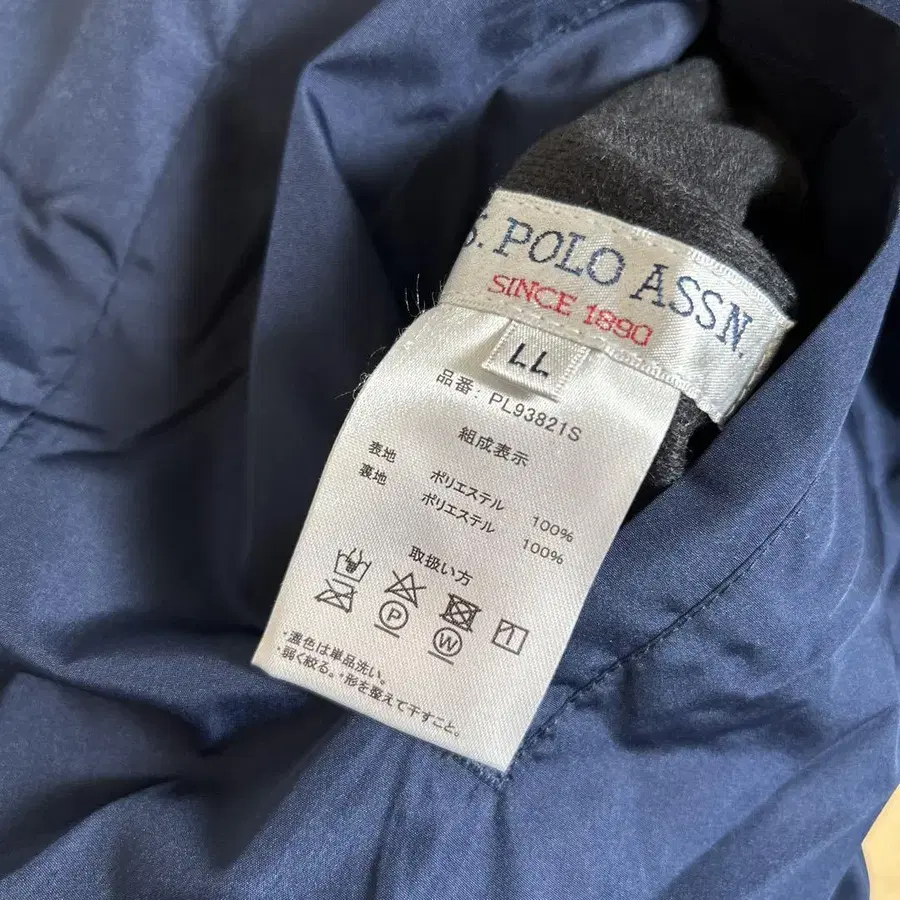 S. POLO ASSN.
SINCE 1890
LL
品番: PL93821S
組成表示
表地 ポリエステル 100%
裏地 ポリエステル 100%
取扱い方
P W
・濃色は単品洗い。
・弱く絞る。・形を整えて干すこと。